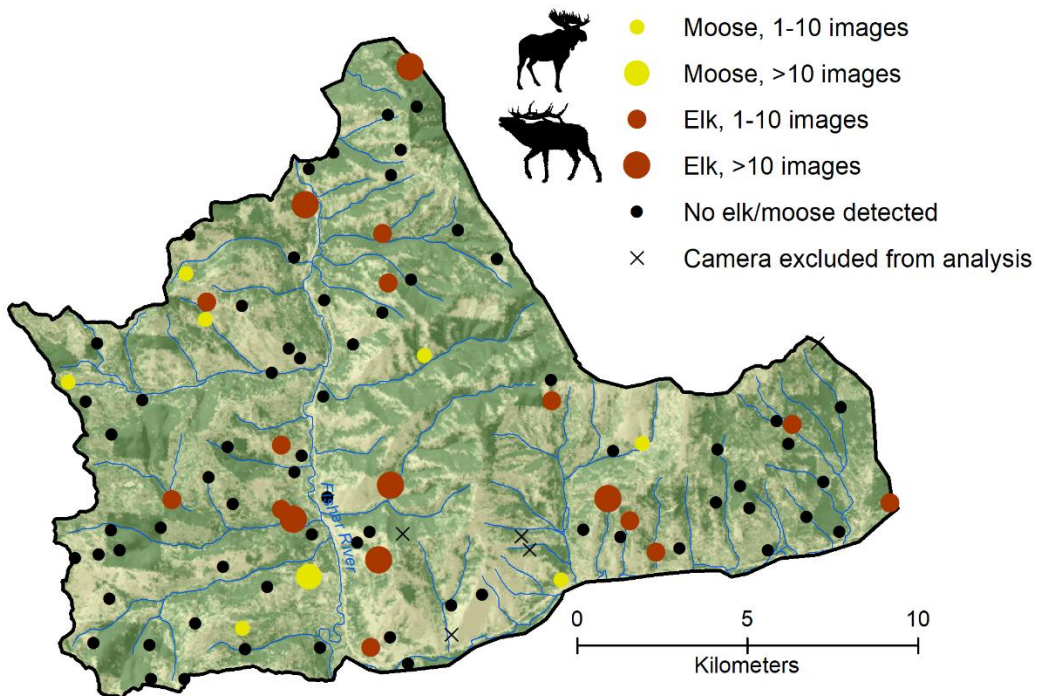 Moose, 1-10 images
Moose, >10 images
Elk, 1-10 images
Elk, >10 images
No elk/moose detected
Camera excluded from analysis
Fisher River
0 5 10
Kilometers